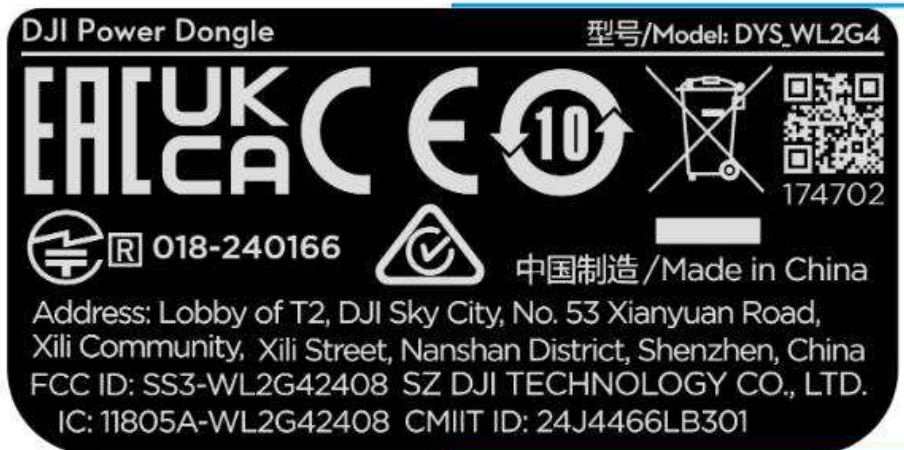 DJI Power Dongle 型号/Model: DYS_WL2G4
EAC UK CA CE 10
174702
R 018-240166
中国制造/Made in China
Address: Lobby of T2, DJI Sky City, No. 53 Xianyuan Road,
Xili Community, Xili Street, Nanshan District, Shenzhen, China
FCC ID: SS3-WL2G42408 SZ DJI TECHNOLOGY CO., LTD.
IC: 11805A-WL2G42408 CMIIT ID: 24J4466LB301